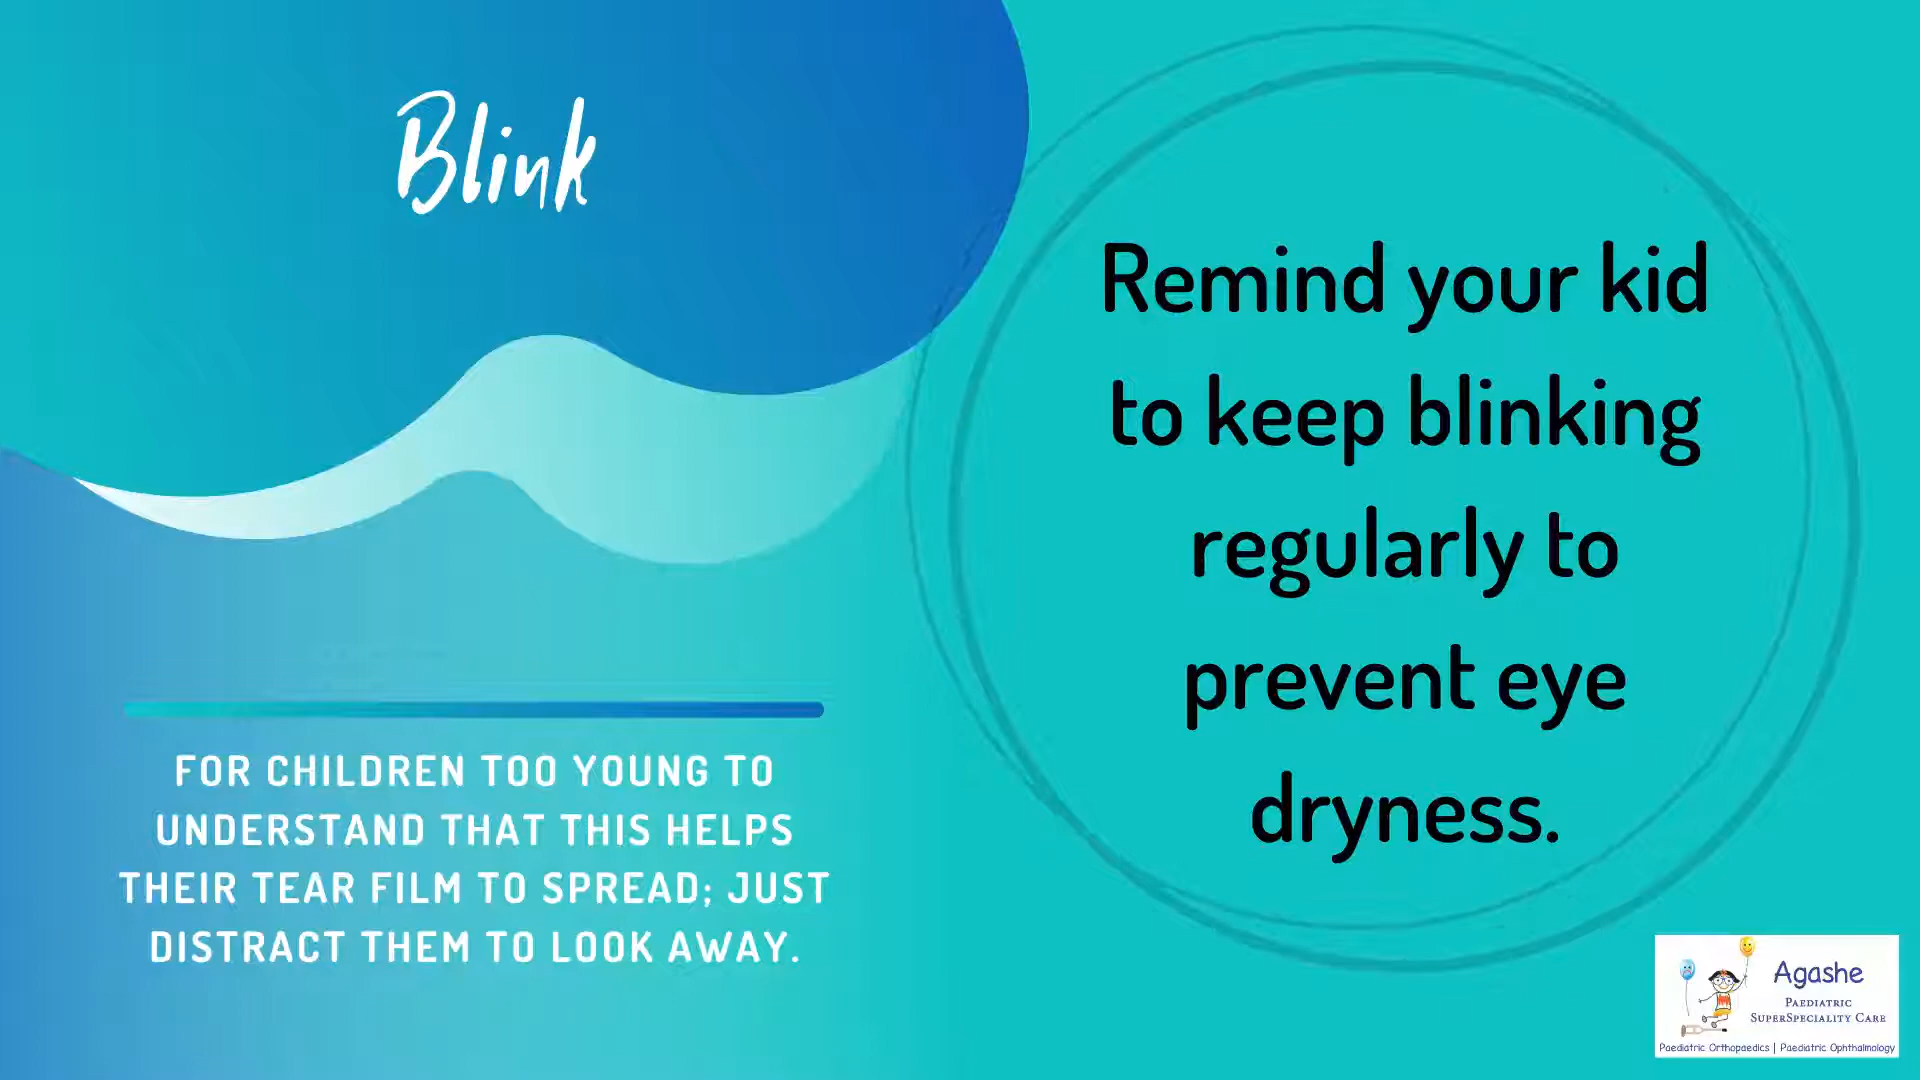 Blink
FOR CHILDREN TOO YOUNG TO
UNDERSTAND THAT THIS HELPS
THEIR TEAR FILM TO SPREAD; JUST
DISTRACT THEM TO LOOK AWAY.
Remind your kid
to keep blinking
regularly to
prevent eye
dryness.
Agashe
PAEDIATRIC
SUPERSPECIALITY CARE
Paediatric Orthopaedics | Paediatric Ophthalmology